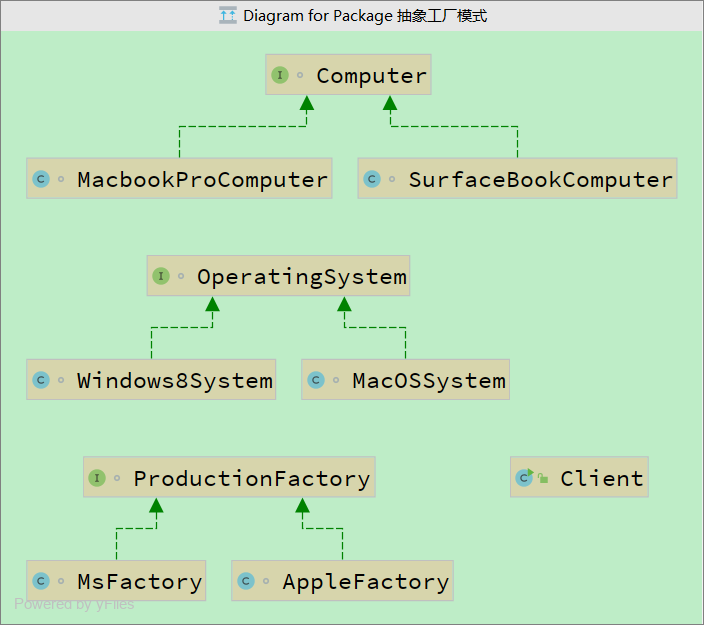 Diagram for Package 抽象工厂模式
I Computer
C MacbookProComputer
C SurfaceBookComputer
I OperatingSystem
C Windows8System
C MacOSSystem
I ProductionFactory
C Client
C MsFactory
C AppleFactory
Powered by yFiles